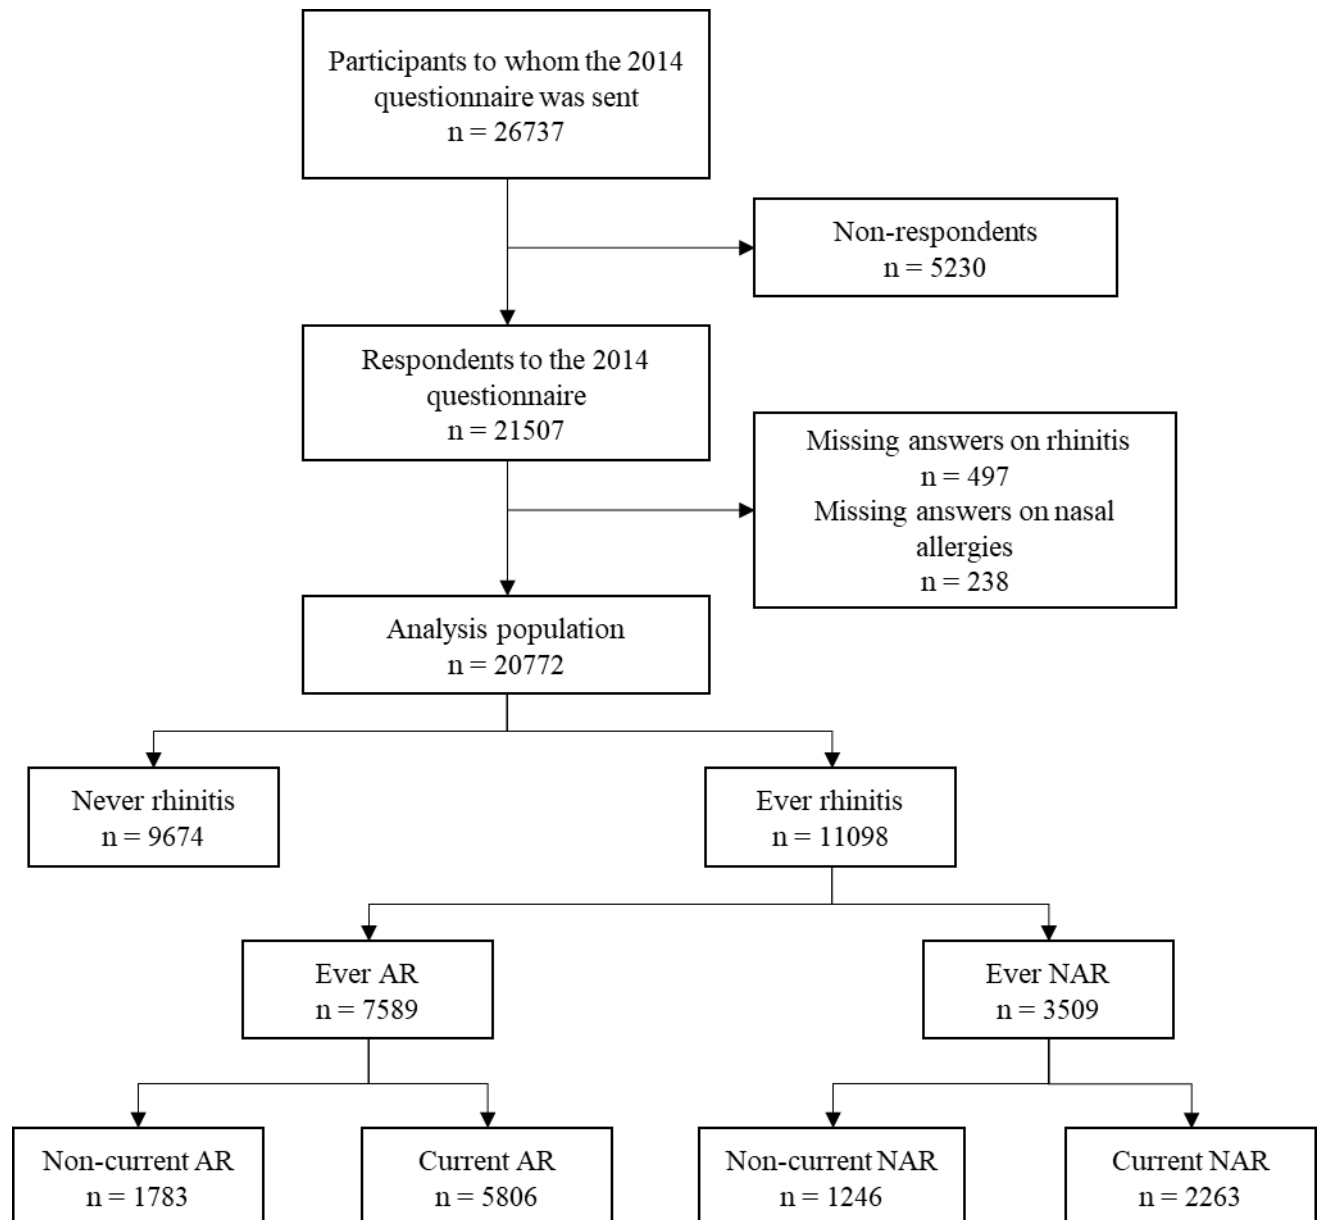 Participants to whom the 2014
questionnaire was sent
n = 26737
Non-respondents
n = 5230
Respondents to the 2014
questionnaire
n = 21507
Missing answers on rhinitis
n = 497
Missing answers on nasal
allergies
n = 238
Analysis population
n = 20772
Never rhinitis
n = 9674
Ever rhinitis
n = 11098
Ever AR
n = 7589
Ever NAR
n = 3509
Non-current AR
n = 1783
Current AR
n = 5806
Non-current NAR
n = 1246
Current NAR
n = 2263